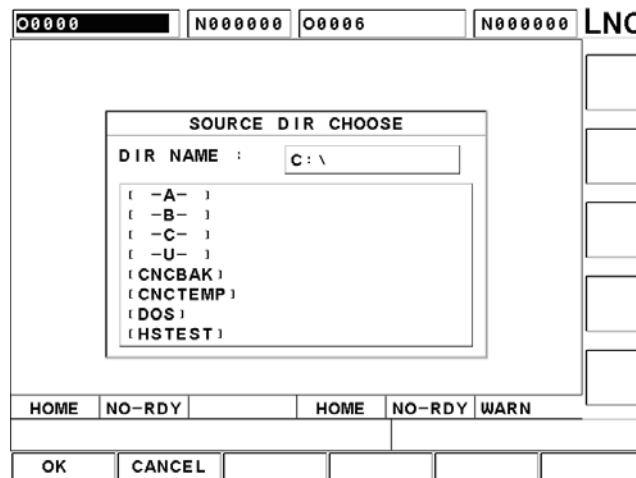 O0000 N000000 O0006 N000000 LNC
SOURCE DIR CHOOSE
DIR NAME : C:\
[ -A- ]
[ -B- ]
[ -C- ]
[ -U- ]
[CNCBAK]
[CNCTEMP]
[DOS]
[HSTEST]
HOME NO-RDY HOME NO-RDY WARN
OK CANCEL